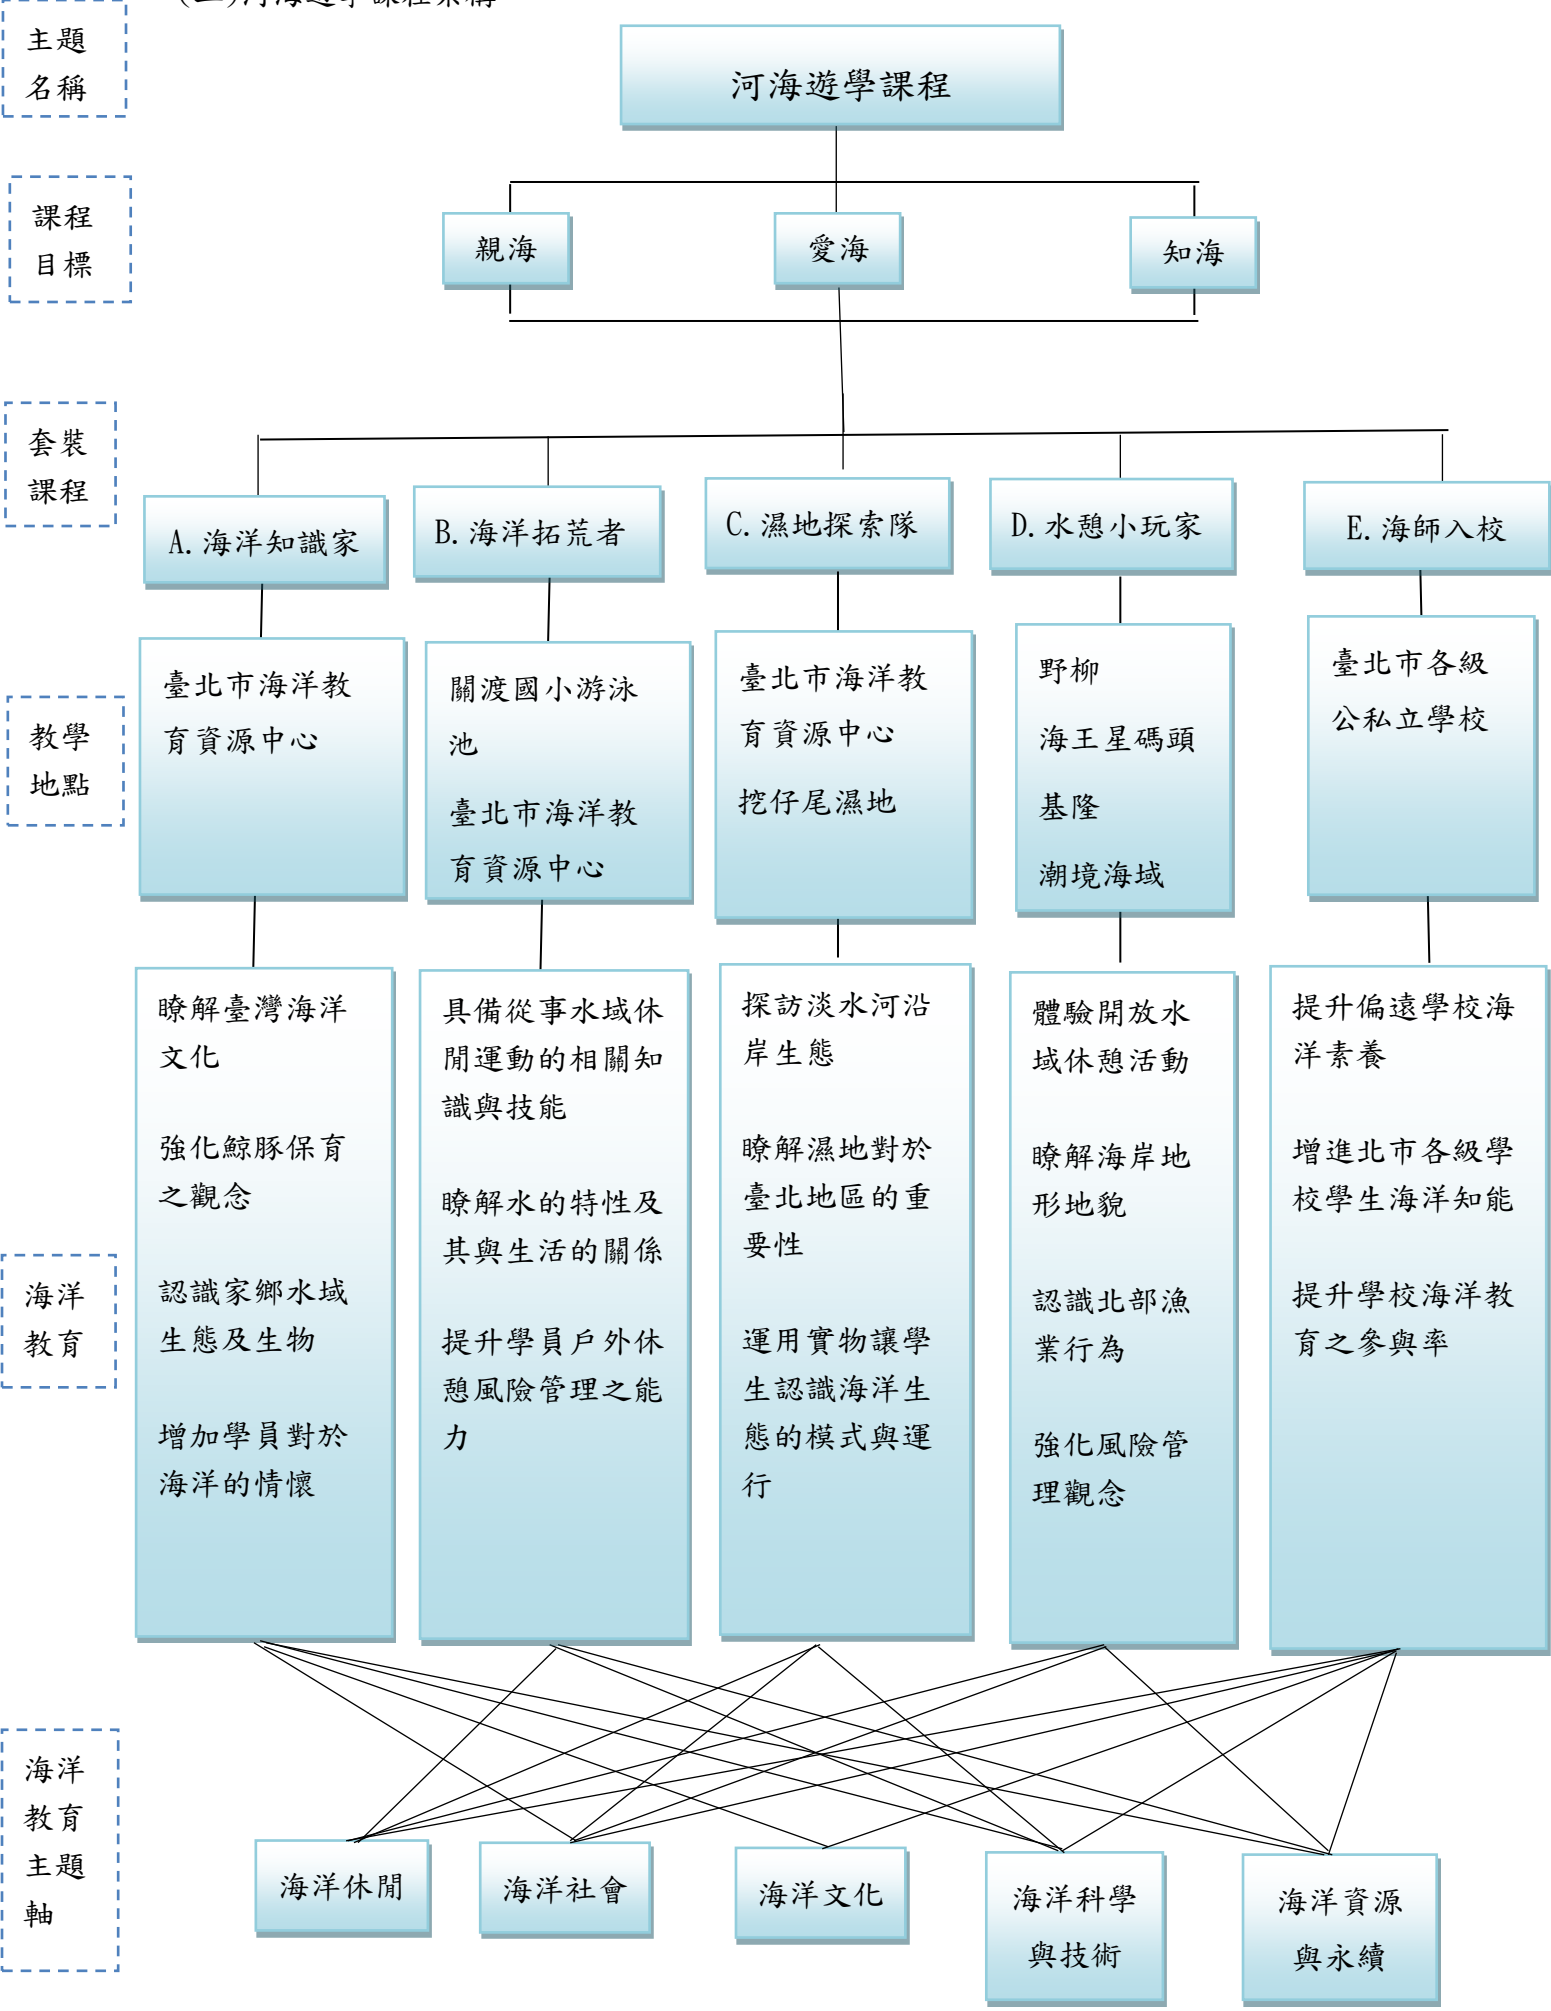 河海遊學課程
主題
名稱
河海遊學課程
課程
目標
親海
愛海
知海
套裝
課程
A.海洋知識家
B.海洋拓荒者
C.濕地探索隊
D.水憩小玩家
E.海師入校
教學
地點
臺北市海洋教
育資源中心
關渡國小游泳
池
臺北市海洋教
育資源中心
臺北市海洋教
育資源中心
挖仔尾濕地
野柳
海王星碼頭
基隆
潮境海域
臺北市各級
公私立學校
海洋
教育
瞭解臺灣海洋
文化
強化鯨豚保育
之觀念
認識家鄉水域
生態及生物
增加學員對於
海洋的情懷
具備從事水域休
閒運動的相關知
識與技能
瞭解水的特性及
其與生活的關係
提升學員戶外休
憩風險管理之能
力
探訪淡水河沿
岸生態
瞭解濕地對於
臺北地區的重
要性
運用實物讓學
生認識海洋生
態的模式與運
行
體驗開放水
域休憩活動
瞭解海岸地
形地貌
認識北部漁
業行為
強化風險管
理觀念
提升偏遠學校海
洋素養
增進北市各級學
校學生海洋知能
提升學校海洋教
育之參與率
海洋
教育
主題
軸
海洋休閒
海洋社會
海洋文化
海洋科學
與技術
海洋資源
與永續